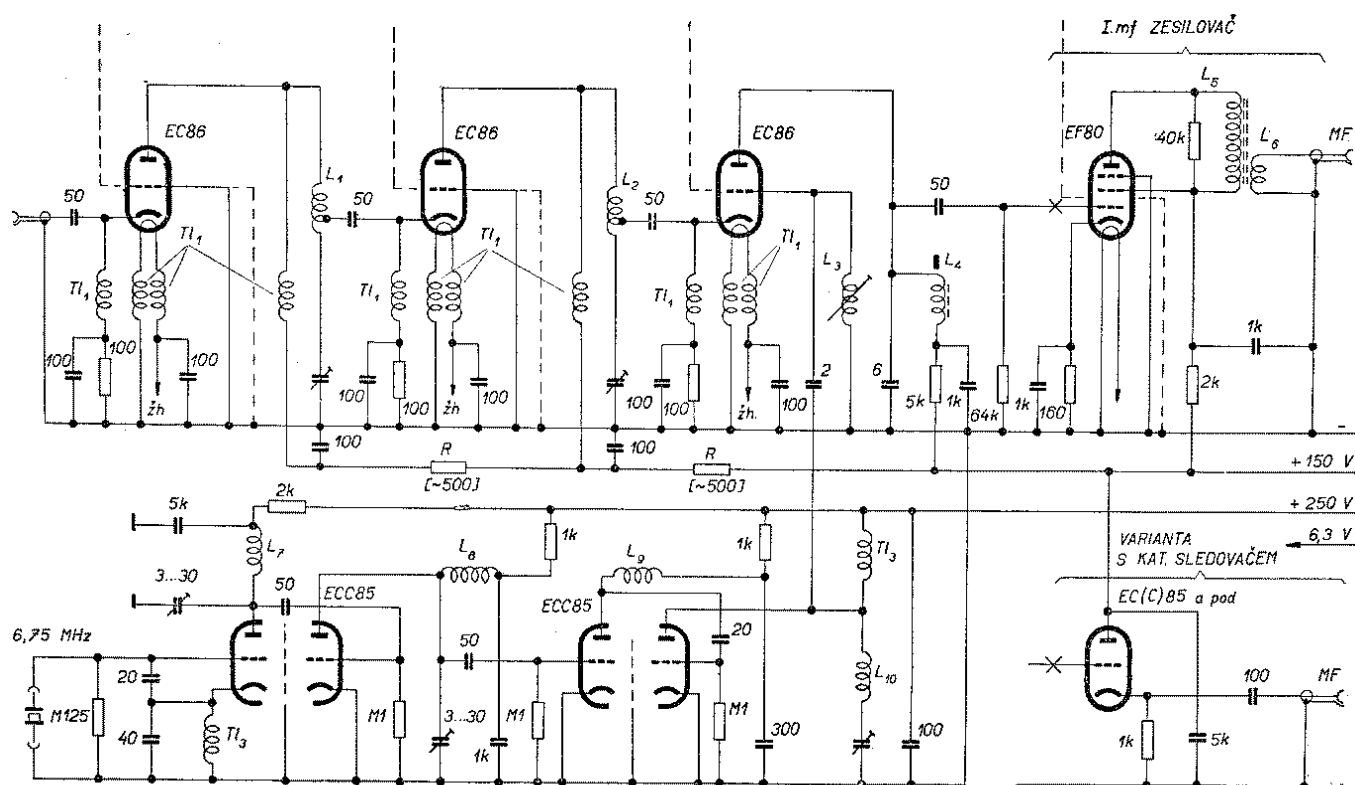 I.mf ZESILOVAČ
EC86
EC86
EC86
EF80
L5
L6
MF
40k
50
L1
50
L2
50
50
Tl1
Tl1
Tl1
Tl1
Tl1
Tl1
L3
L4
100
100
100
žh
100
100
100
žh
100
100
100
žh.
2
6
5k
1k
64k
1k
160
2k
1k
100
100
R
[~500]
R
[~500]
-
+150 V
+250 V
6,3 V
5k
2k
L7
1k
L8
L9
1k
Tl3
VARIANTA
S KAT. SLEDOVAČEM
EC(C)85 a pod
3...30
50
ECC85
ECC85
6,75 MHz
M125
20
40
Tl3
M1
50
3...30
1k
M1
20
M1
300
L10
100
100
MF
1k
5k